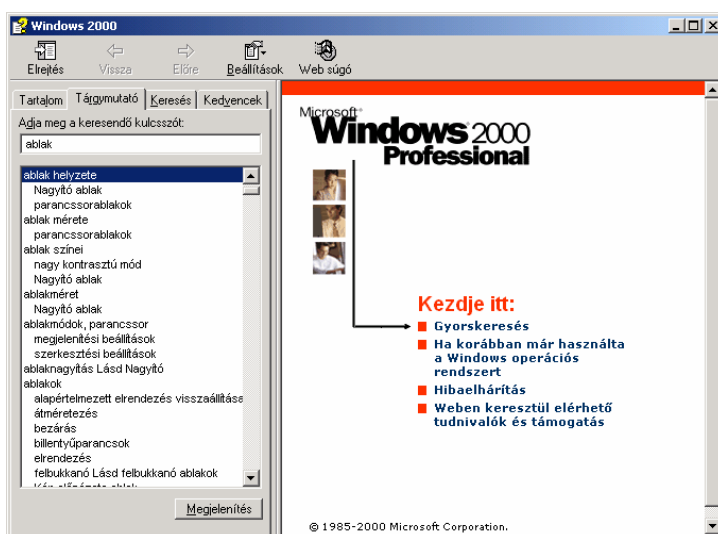 Windows 2000
Elrejtés Vissza Előre Beállítások Web súgó
Tartalom Tárgymutató Keresés Kedvencek
Adja meg a keresendő kulcsszót:
ablak
ablak helyzete
Nagyító ablak
parancssorablakok
ablak mérete
parancssorablakok
ablak színei
nagy kontrasztú mód
Nagyító ablak
ablakméret
Nagyító ablak
ablakmódok, parancssor
megjelenítési beállítások
szerkesztési beállítások
ablaknagyítás Lásd Nagyító
ablakok
alapértelmezett elrendezés visszaállítása
átméretezés
bezárás
billentyűparancsok
elrendezés
felbukkanó Lásd felbukkanó ablakok
Megjelenítés
Microsoft
Windows 2000
Professional
Kezdje itt:
Gyorskeresés
Ha korábban már használta
a Windows operációs
rendszert
Hibaelhárítás
Weben keresztül elérhető
tudnivalók és támogatás
© 1985-2000 Microsoft Corporation.